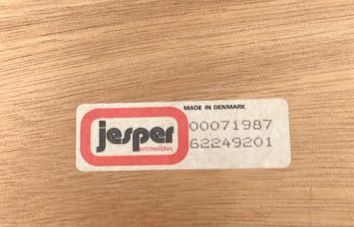 MADE IN DENMARK
jesper
INTERNATIONAL
00071987
62249201